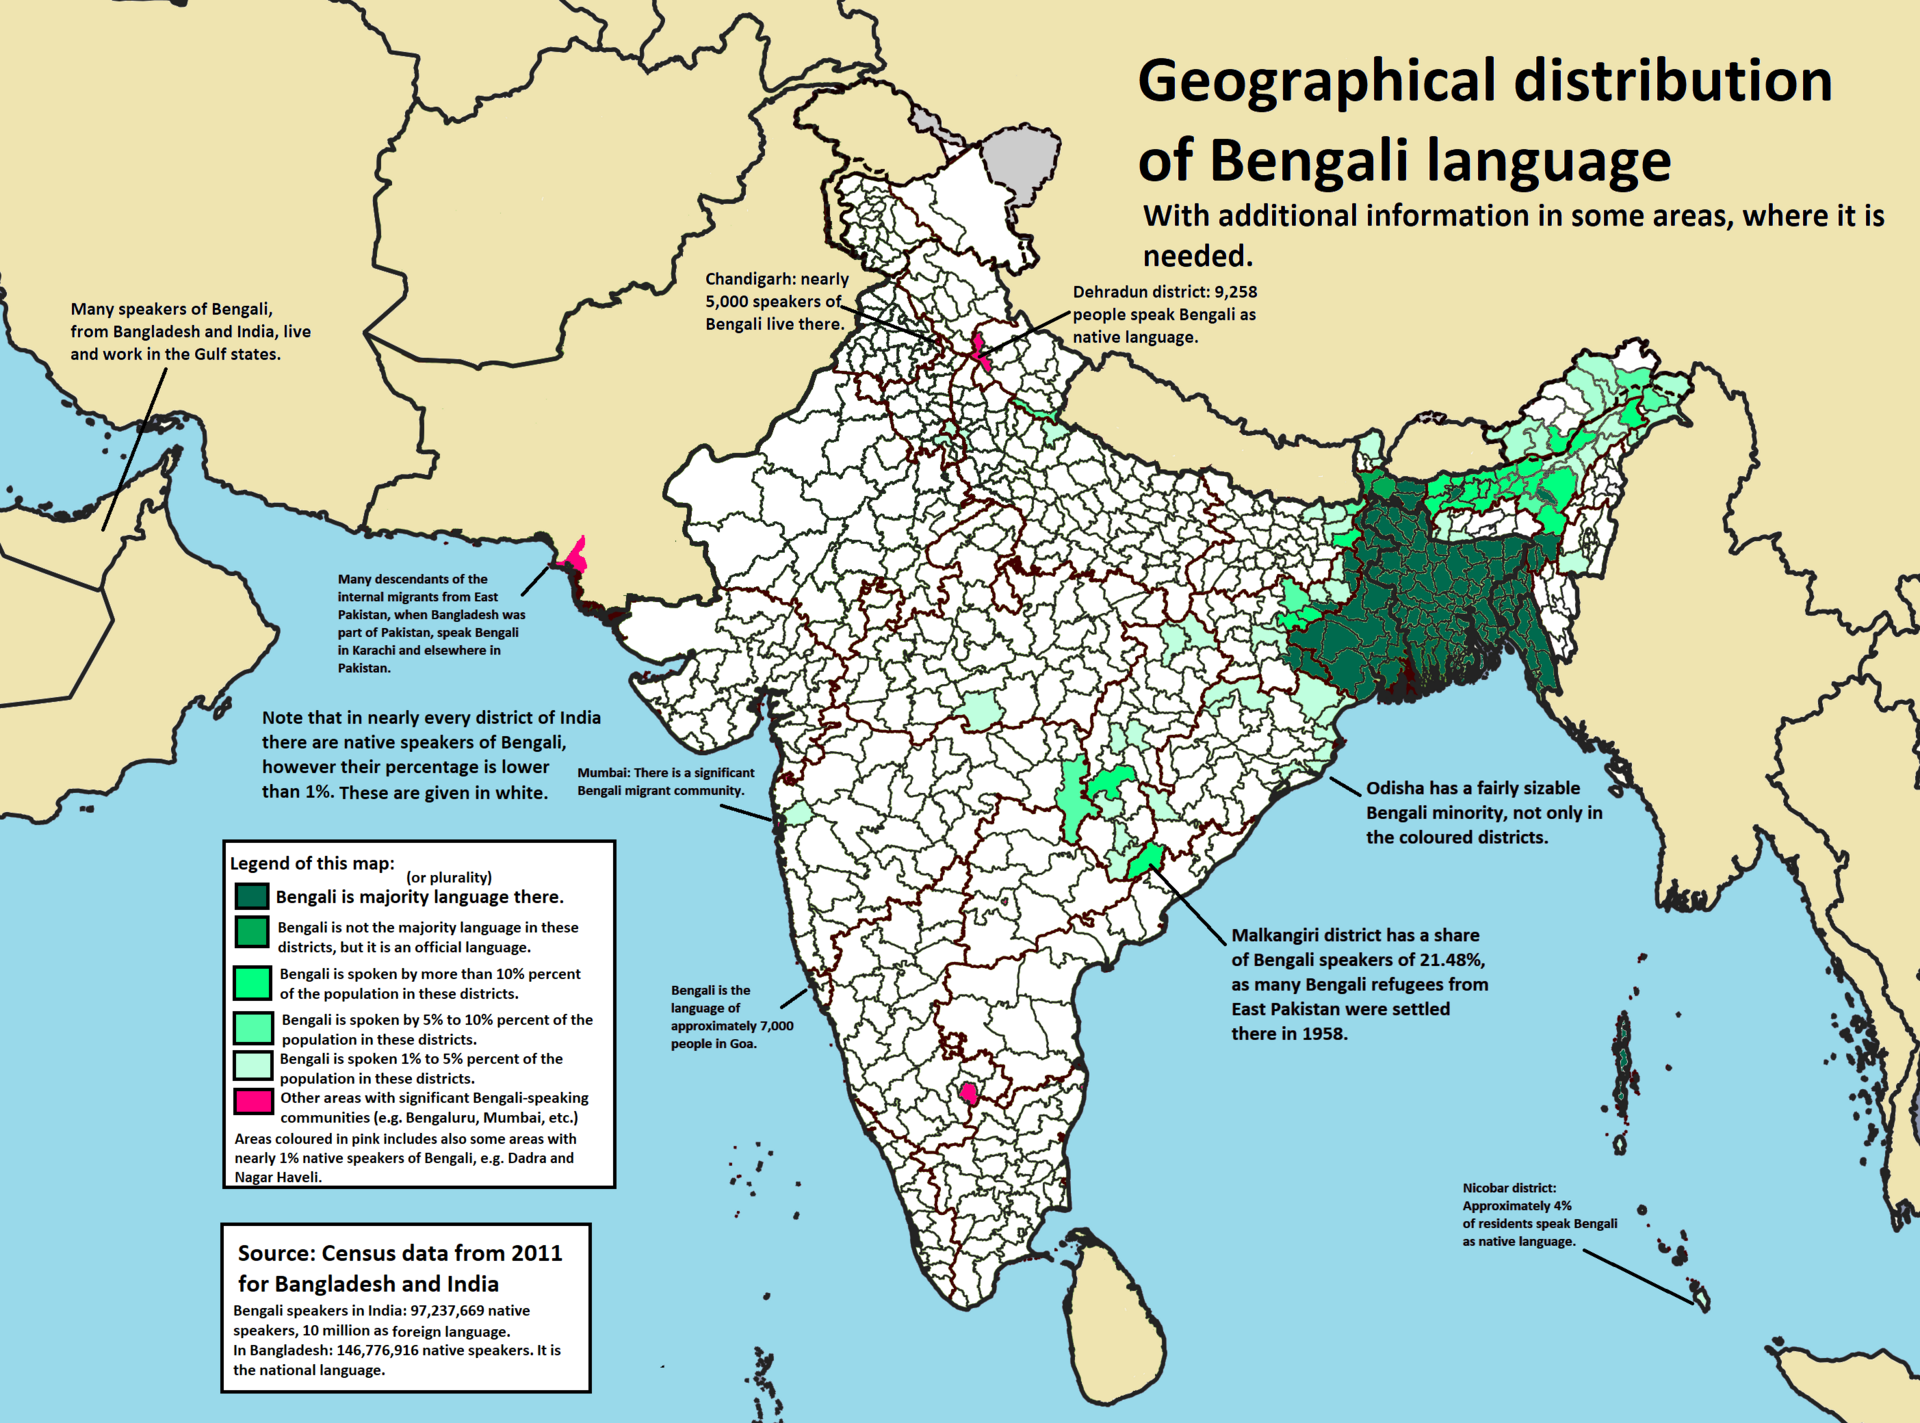 Geographical distribution
of Bengali language
With additional information in some areas, where it is
needed.
Chandigarh: nearly
5,000 speakers of
Bengali live there.
Dehradun district: 9,258
people speak Bengali as
native language.
Many speakers of Bengali,
from Bangladesh and India, live
and work in the Gulf states.
Many descendants of the
internal migrants from East
Pakistan, when Bangladesh was
part of Pakistan, speak Bengali
in Karachi and elsewhere in
Pakistan.
Note that in nearly every district of India
there are native speakers of Bengali,
however their percentage is lower
than 1%. These are given in white.
Mumbai: There is a significant
Bengali migrant community.
Odisha has a fairly sizable
Bengali minority, not only in
the coloured districts.
Malkangiri district has a share
of Bengali speakers of 21.48%,
as many Bengali refugees from
East Pakistan were settled
there in 1958.
Bengali is the
language of
approximately 7,000
people in Goa.
Nicobar district:
Approximately 4%
of residents speak Bengali
as native language.
Legend of this map:
(or plurality)
Bengali is majority language there.
Bengali is not the majority language in these
districts, but it is an official language.
Bengali is spoken by more than 10% percent
of the population in these districts.
Bengali is spoken by 5% to 10% percent of the
population in these districts.
Bengali is spoken 1% to 5% percent of the
population in these districts.
Other areas with significant Bengali-speaking
communities (e.g. Bengaluru, Mumbai, etc.)
Areas coloured in pink includes also some areas with
nearly 1% native speakers of Bengali, e.g. Dadra and
Nagar Haveli.
Source: Census data from 2011
for Bangladesh and India
Bengali speakers in India: 97,237,669 native
speakers, 10 million as foreign language.
In Bangladesh: 146,776,916 native speakers. It is
the national language.